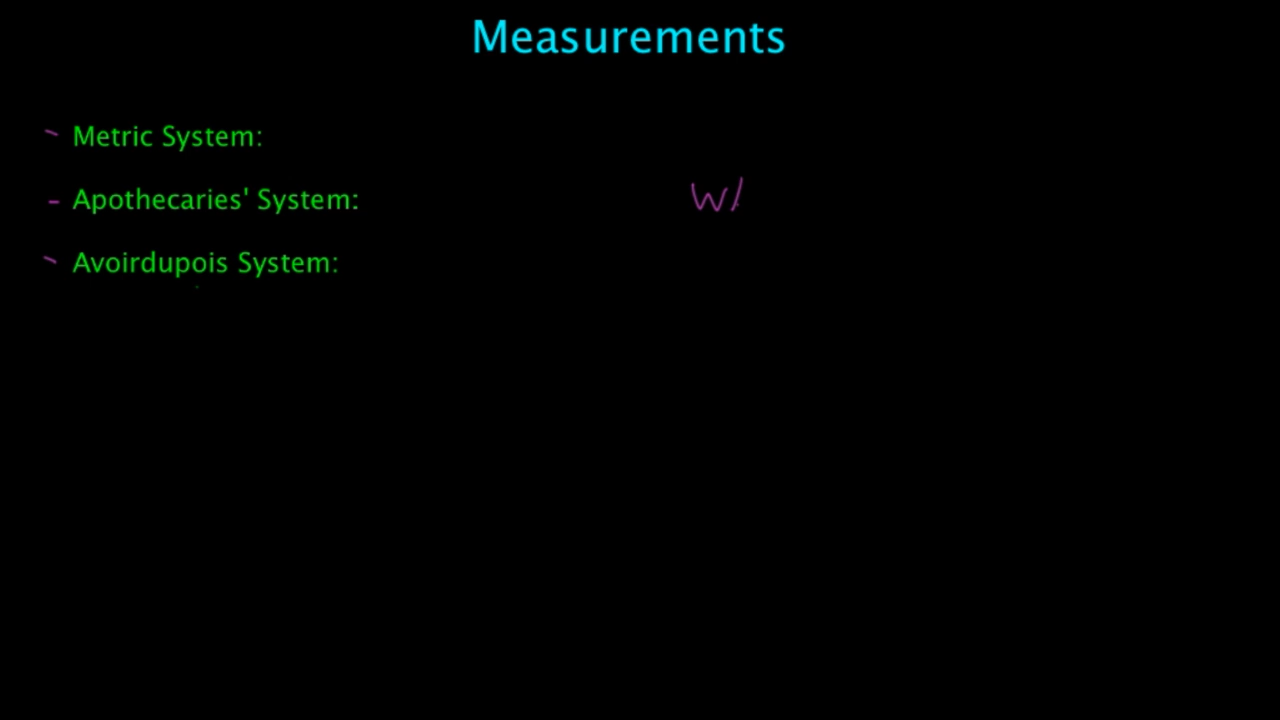 Measurements
- Metric System:
- Apothecaries' System:
w/
- Avoirdupois System: